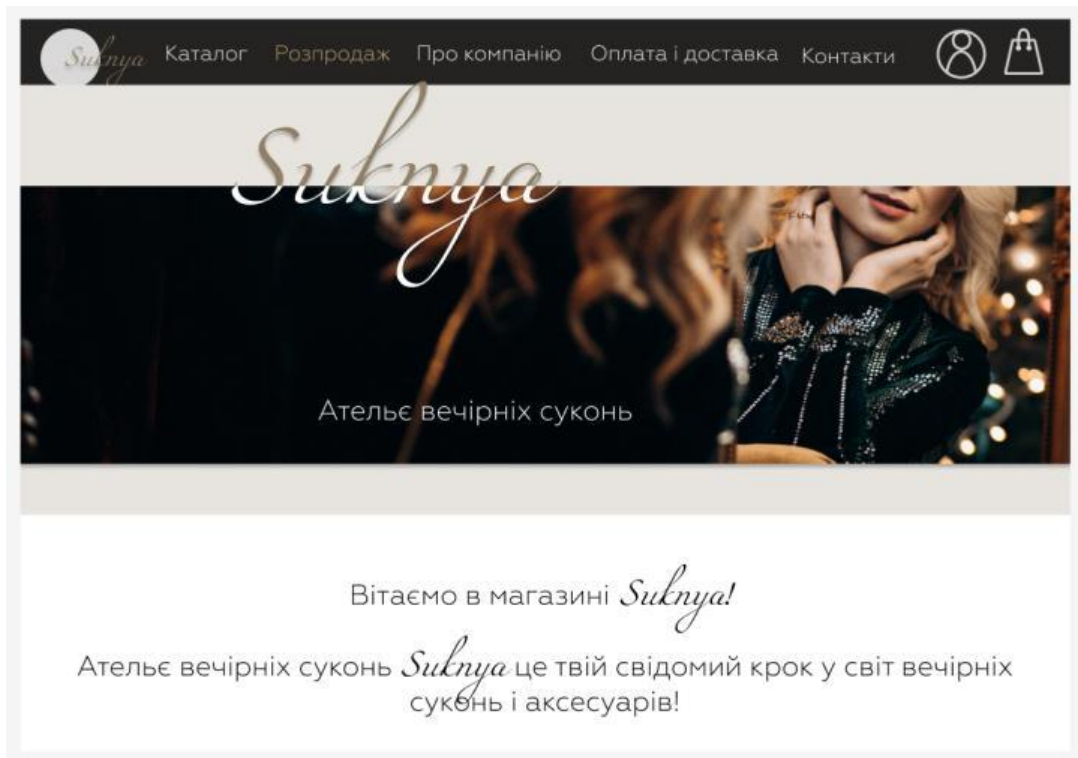 Suknya Каталог Розпродаж Про компанію Оплата і доставка Контакти
Suknya
Ательє вечірніх суконь
Вітаємо в магазині Suknya!
Ательє вечірніх суконь Suknya це твій свідомий крок у світ вечірніх
суконь і аксесуарів!